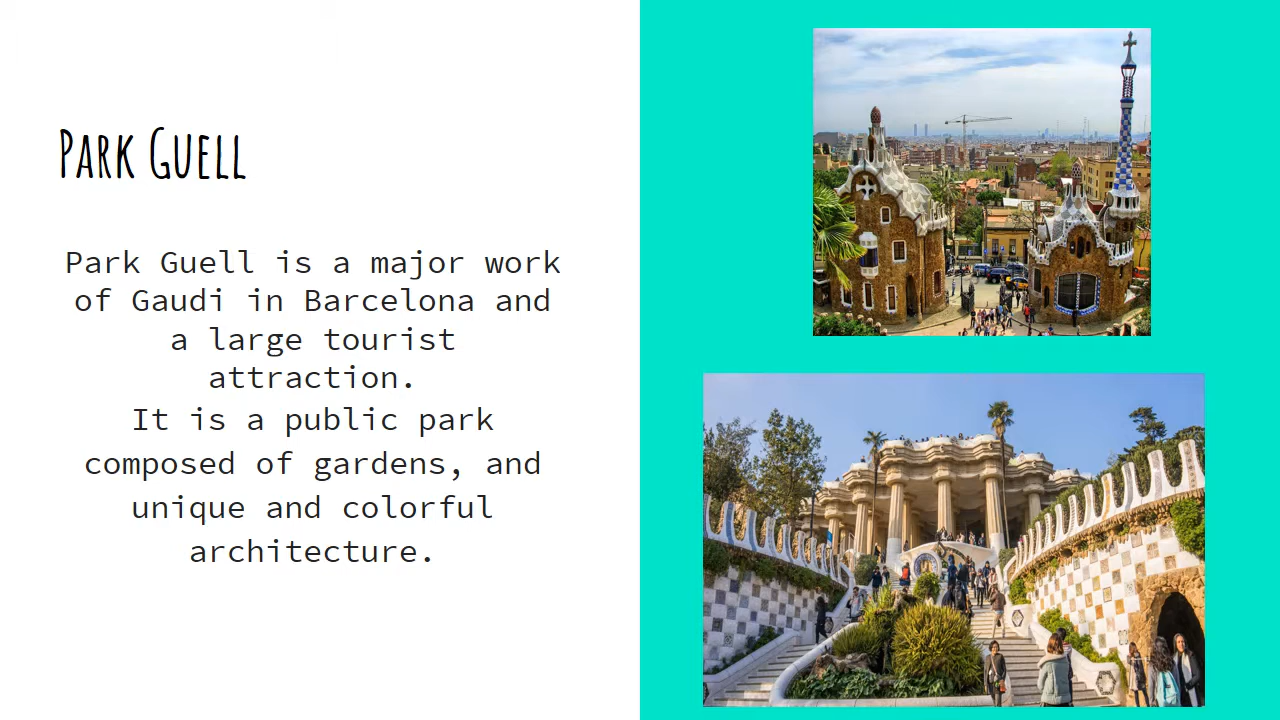 Park Guell
Park Guell is a major work
of Gaudi in Barcelona and
a large tourist
attraction.
It is a public park
composed of gardens, and
unique and colorful
architecture.